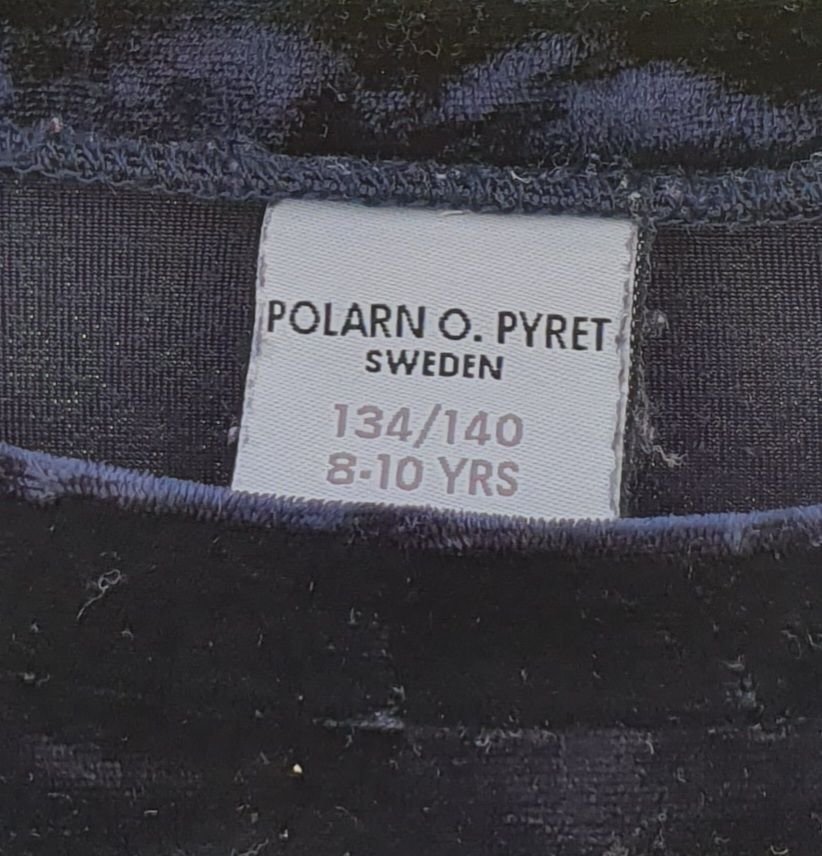 POLARN O. PYRET
SWEDEN
134/140
8-10 YRS